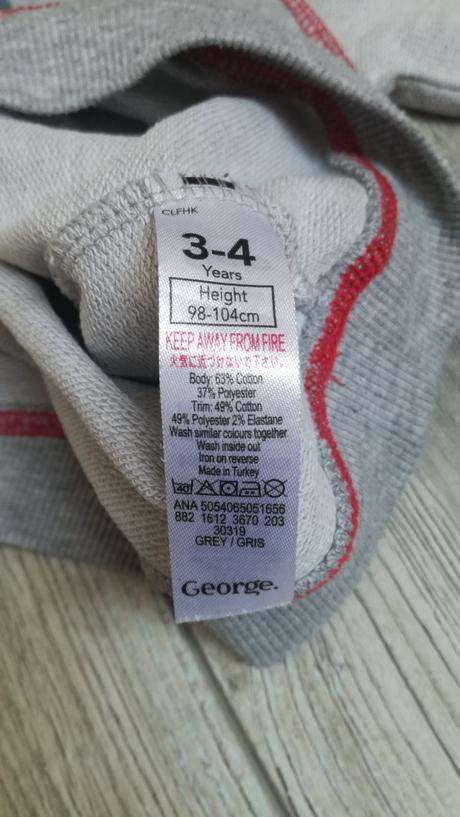 CLFHK
3-4
Years
Height
98-104cm
KEEP AWAY FROM FIRE
火気に近づけないで下さい。
Body: 63% Cotton
37% Polyester
Trim: 49% Cotton
49% Polyester 2% Elastane
Wash similar colours together
Wash inside out
Iron on reverse
Made in Turkey
40
ANA 5054065051656
882 1612 3670 203
30319
GREY / GRIS
George.